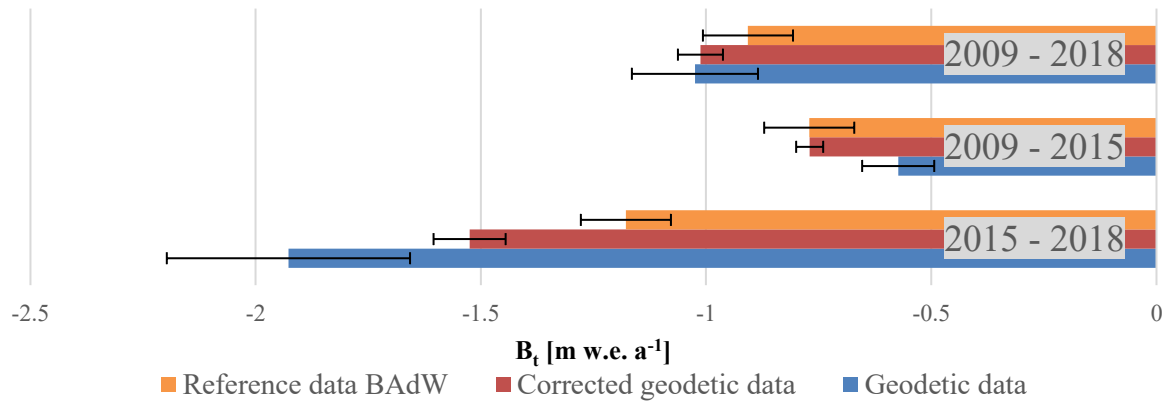 2009 - 2018
2009 - 2015
2015 - 2018
-2.5 -2 -1.5 -1 -0.5 0
Bₜ [m w.e. a⁻¹]
Reference data BAdW Corrected geodetic data Geodetic data